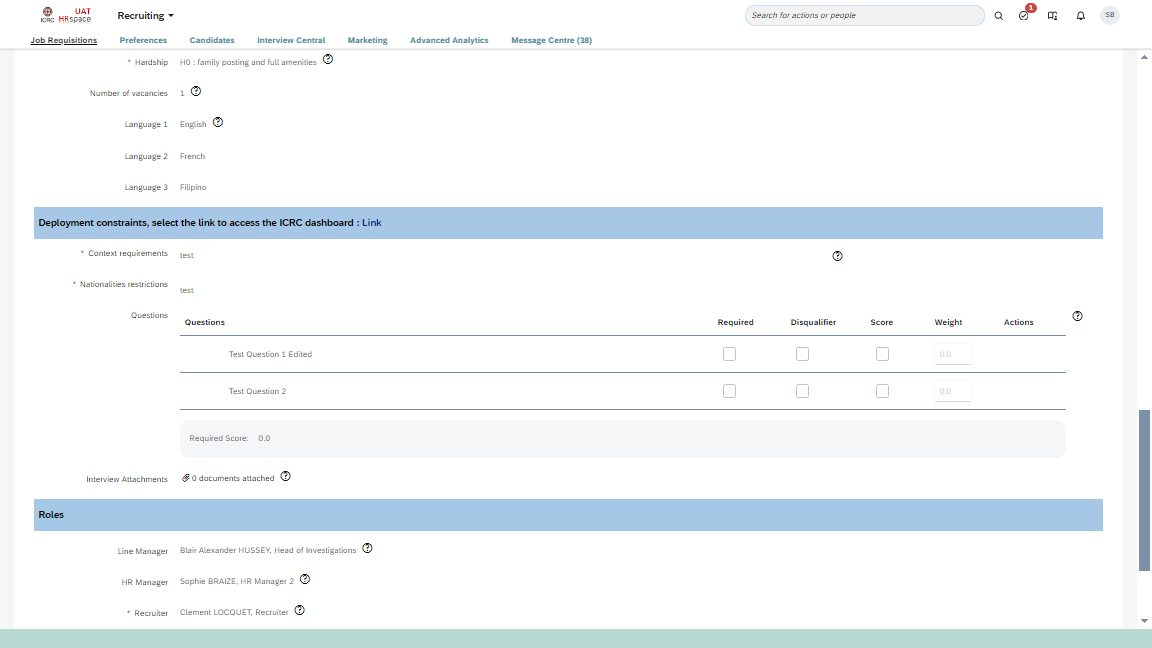 UAT
ICRC HRspace
Recruiting
Search for actions or people
1
SB
Job Requisitions Preferences Candidates Interview Central Marketing Advanced Analytics Message Centre (38)
* Hardship H0 : family posting and full amenities
Number of vacancies 1
Language 1 English
Language 2 French
Language 3 Filipino
Deployment constraints, select the link to access the ICRC dashboard : Link
* Context requirements test
* Nationalities restrictions test
Questions
Questions Required Disqualifier Score Weight Actions
Test Question 1 Edited 0.0
Test Question 2 0.0
Required Score: 0.0
Interview Attachments 0 documents attached
Roles
Line Manager Blair Alexander HUSSEY, Head of Investigations
HR Manager Sophie BRAIZE, HR Manager 2
* Recruiter Clement LOCQUET, Recruiter